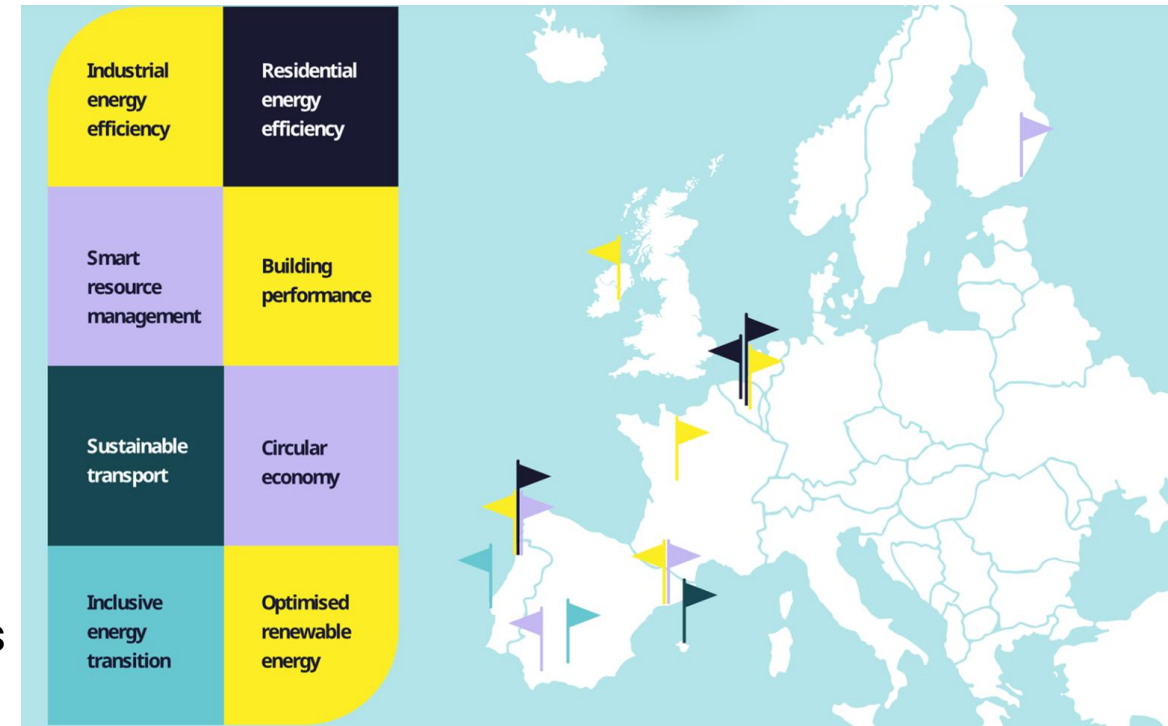 Industrial
energy
efficiency
Residential
energy
efficiency
Smart
resource
management
Building
performance
Sustainable
transport
Circular
economy
Inclusive
energy
transition
Optimised
renewable
energy
s